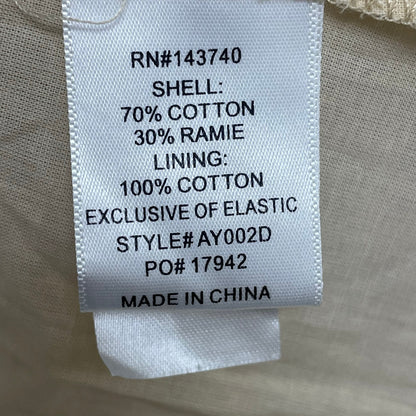 RN#143740
SHELL:
70% COTTON
30% RAMIE
LINING:
100% COTTON
EXCLUSIVE OF ELASTIC
STYLE# AY002D
PO# 17942
MADE IN CHINA